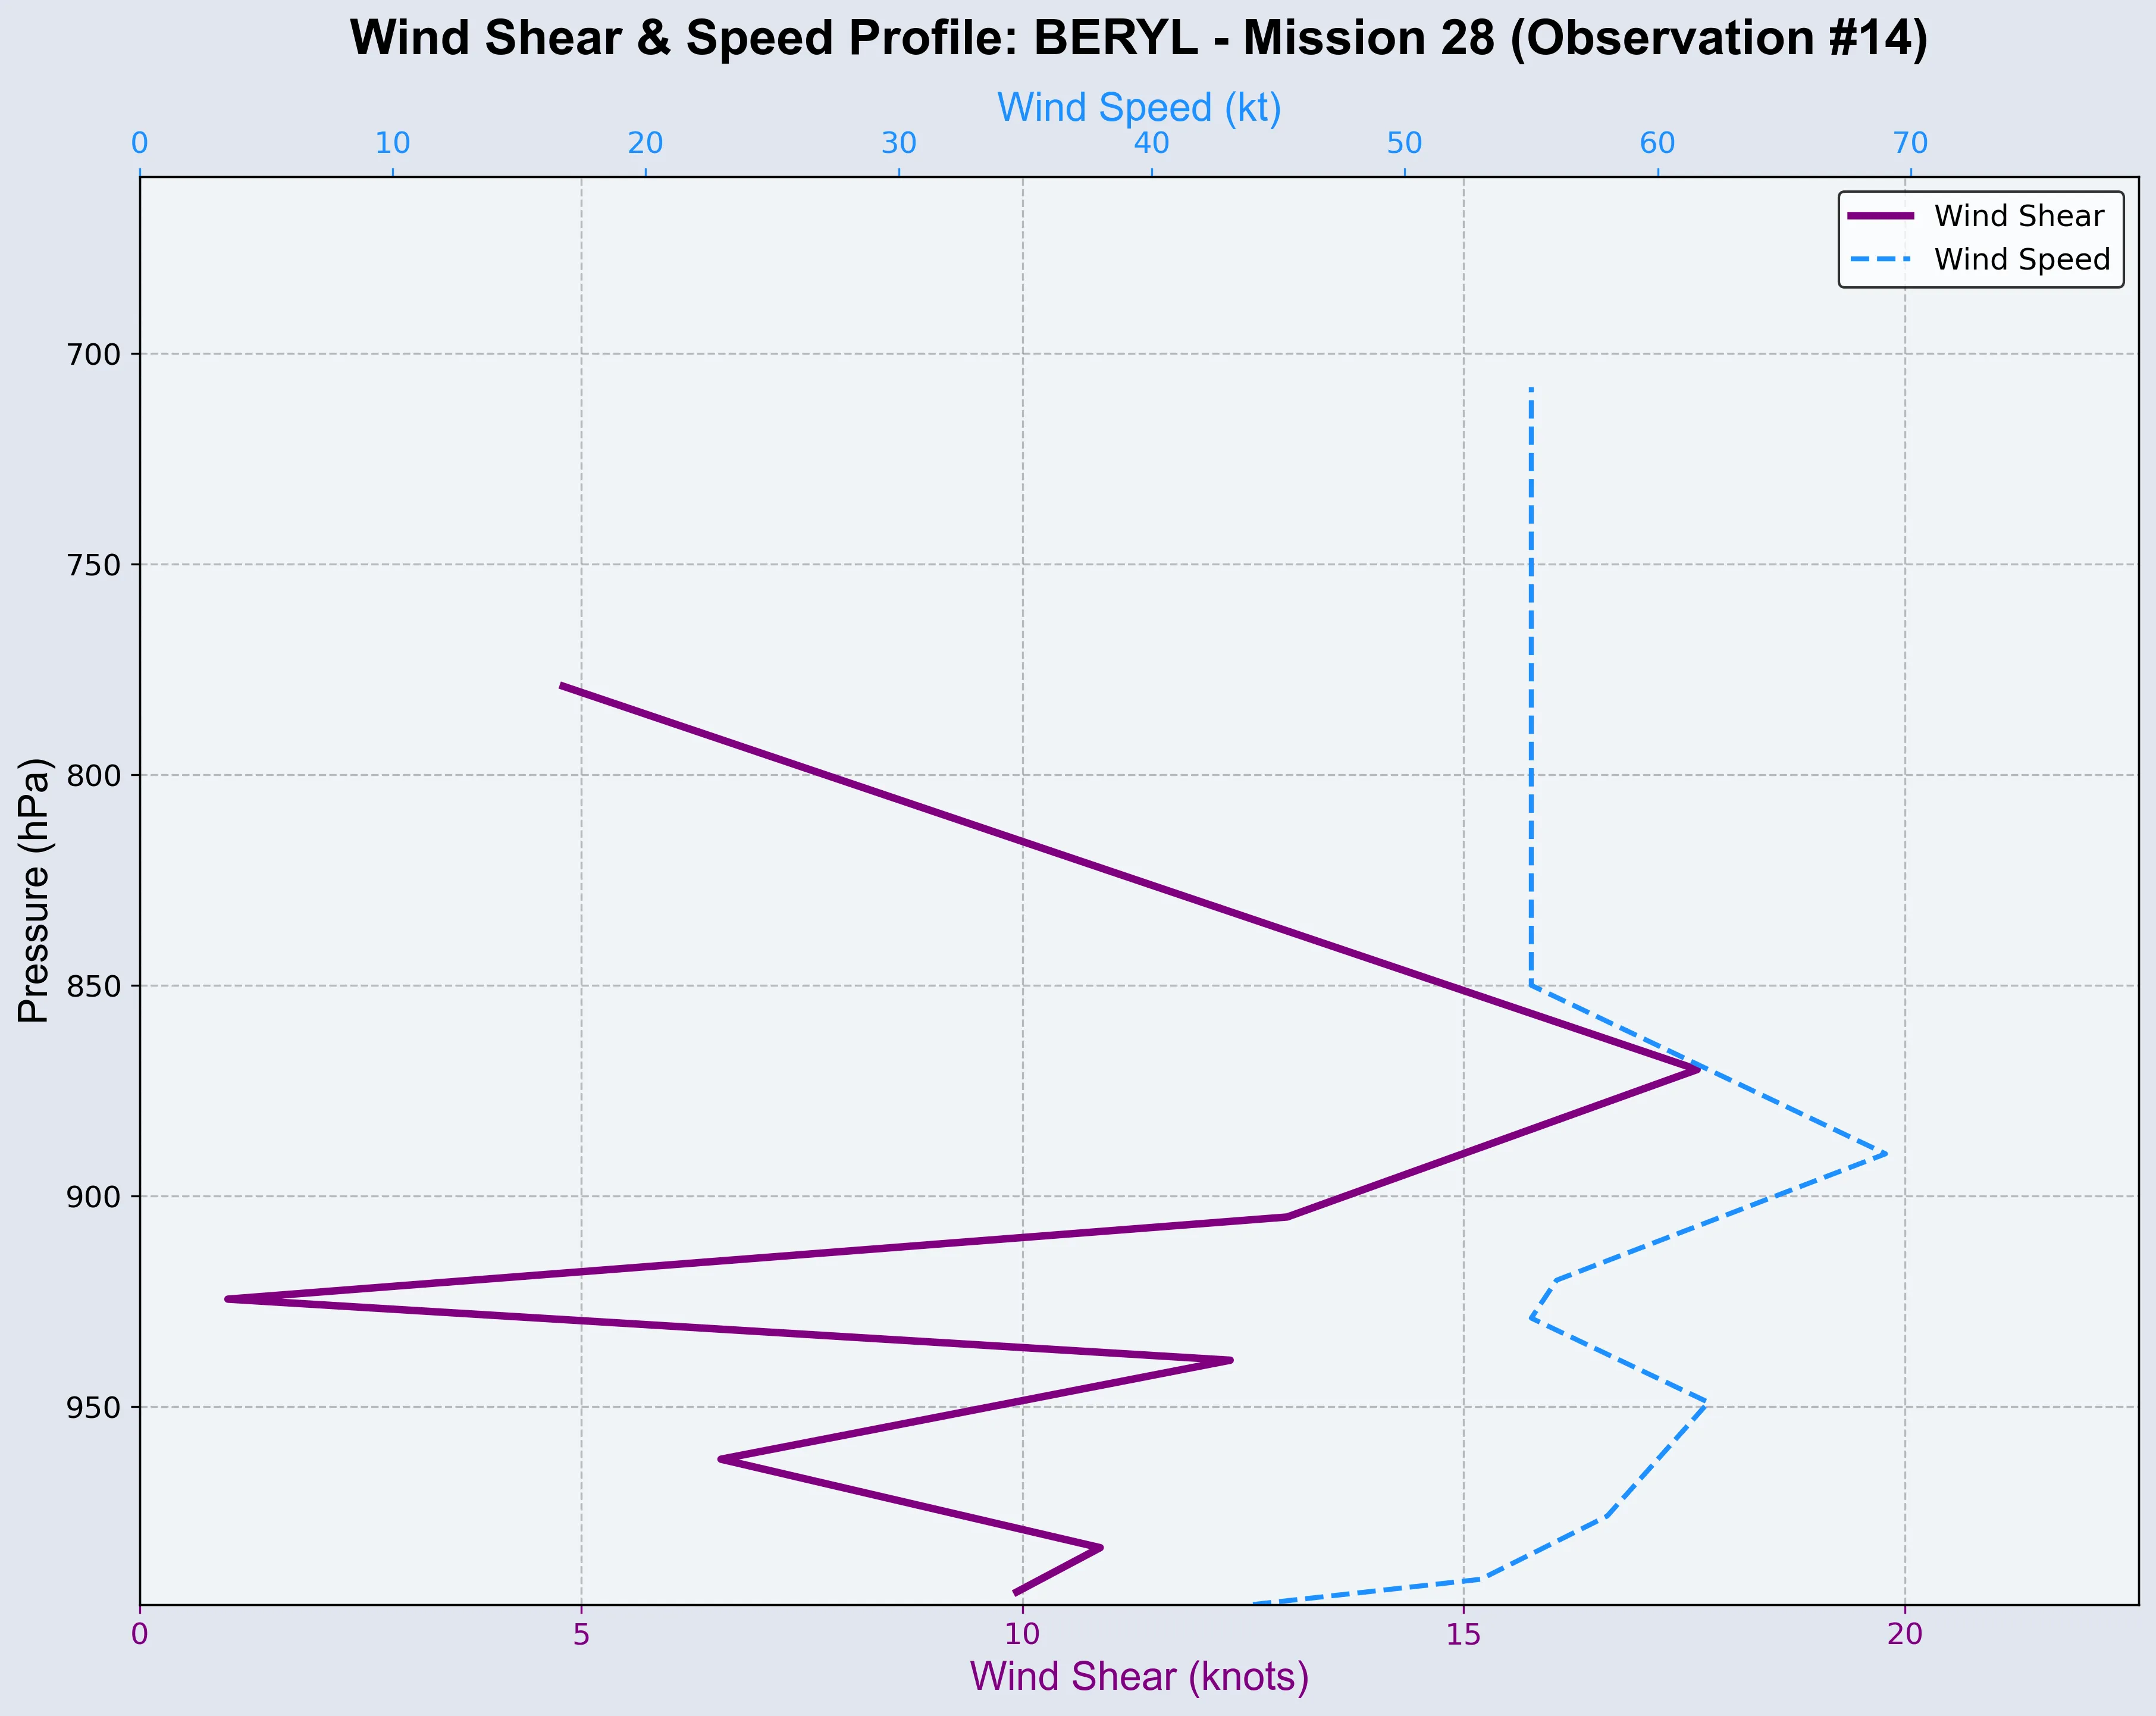 Wind Shear & Speed Profile: BERYL - Mission 28 (Observation #14)
Wind Speed (kt)
0 10 20 30 40 50 60 70
Wind Shear
Wind Speed
Pressure (hPa)
700
750
800
850
900
950
0 5 10 15 20
Wind Shear (knots)